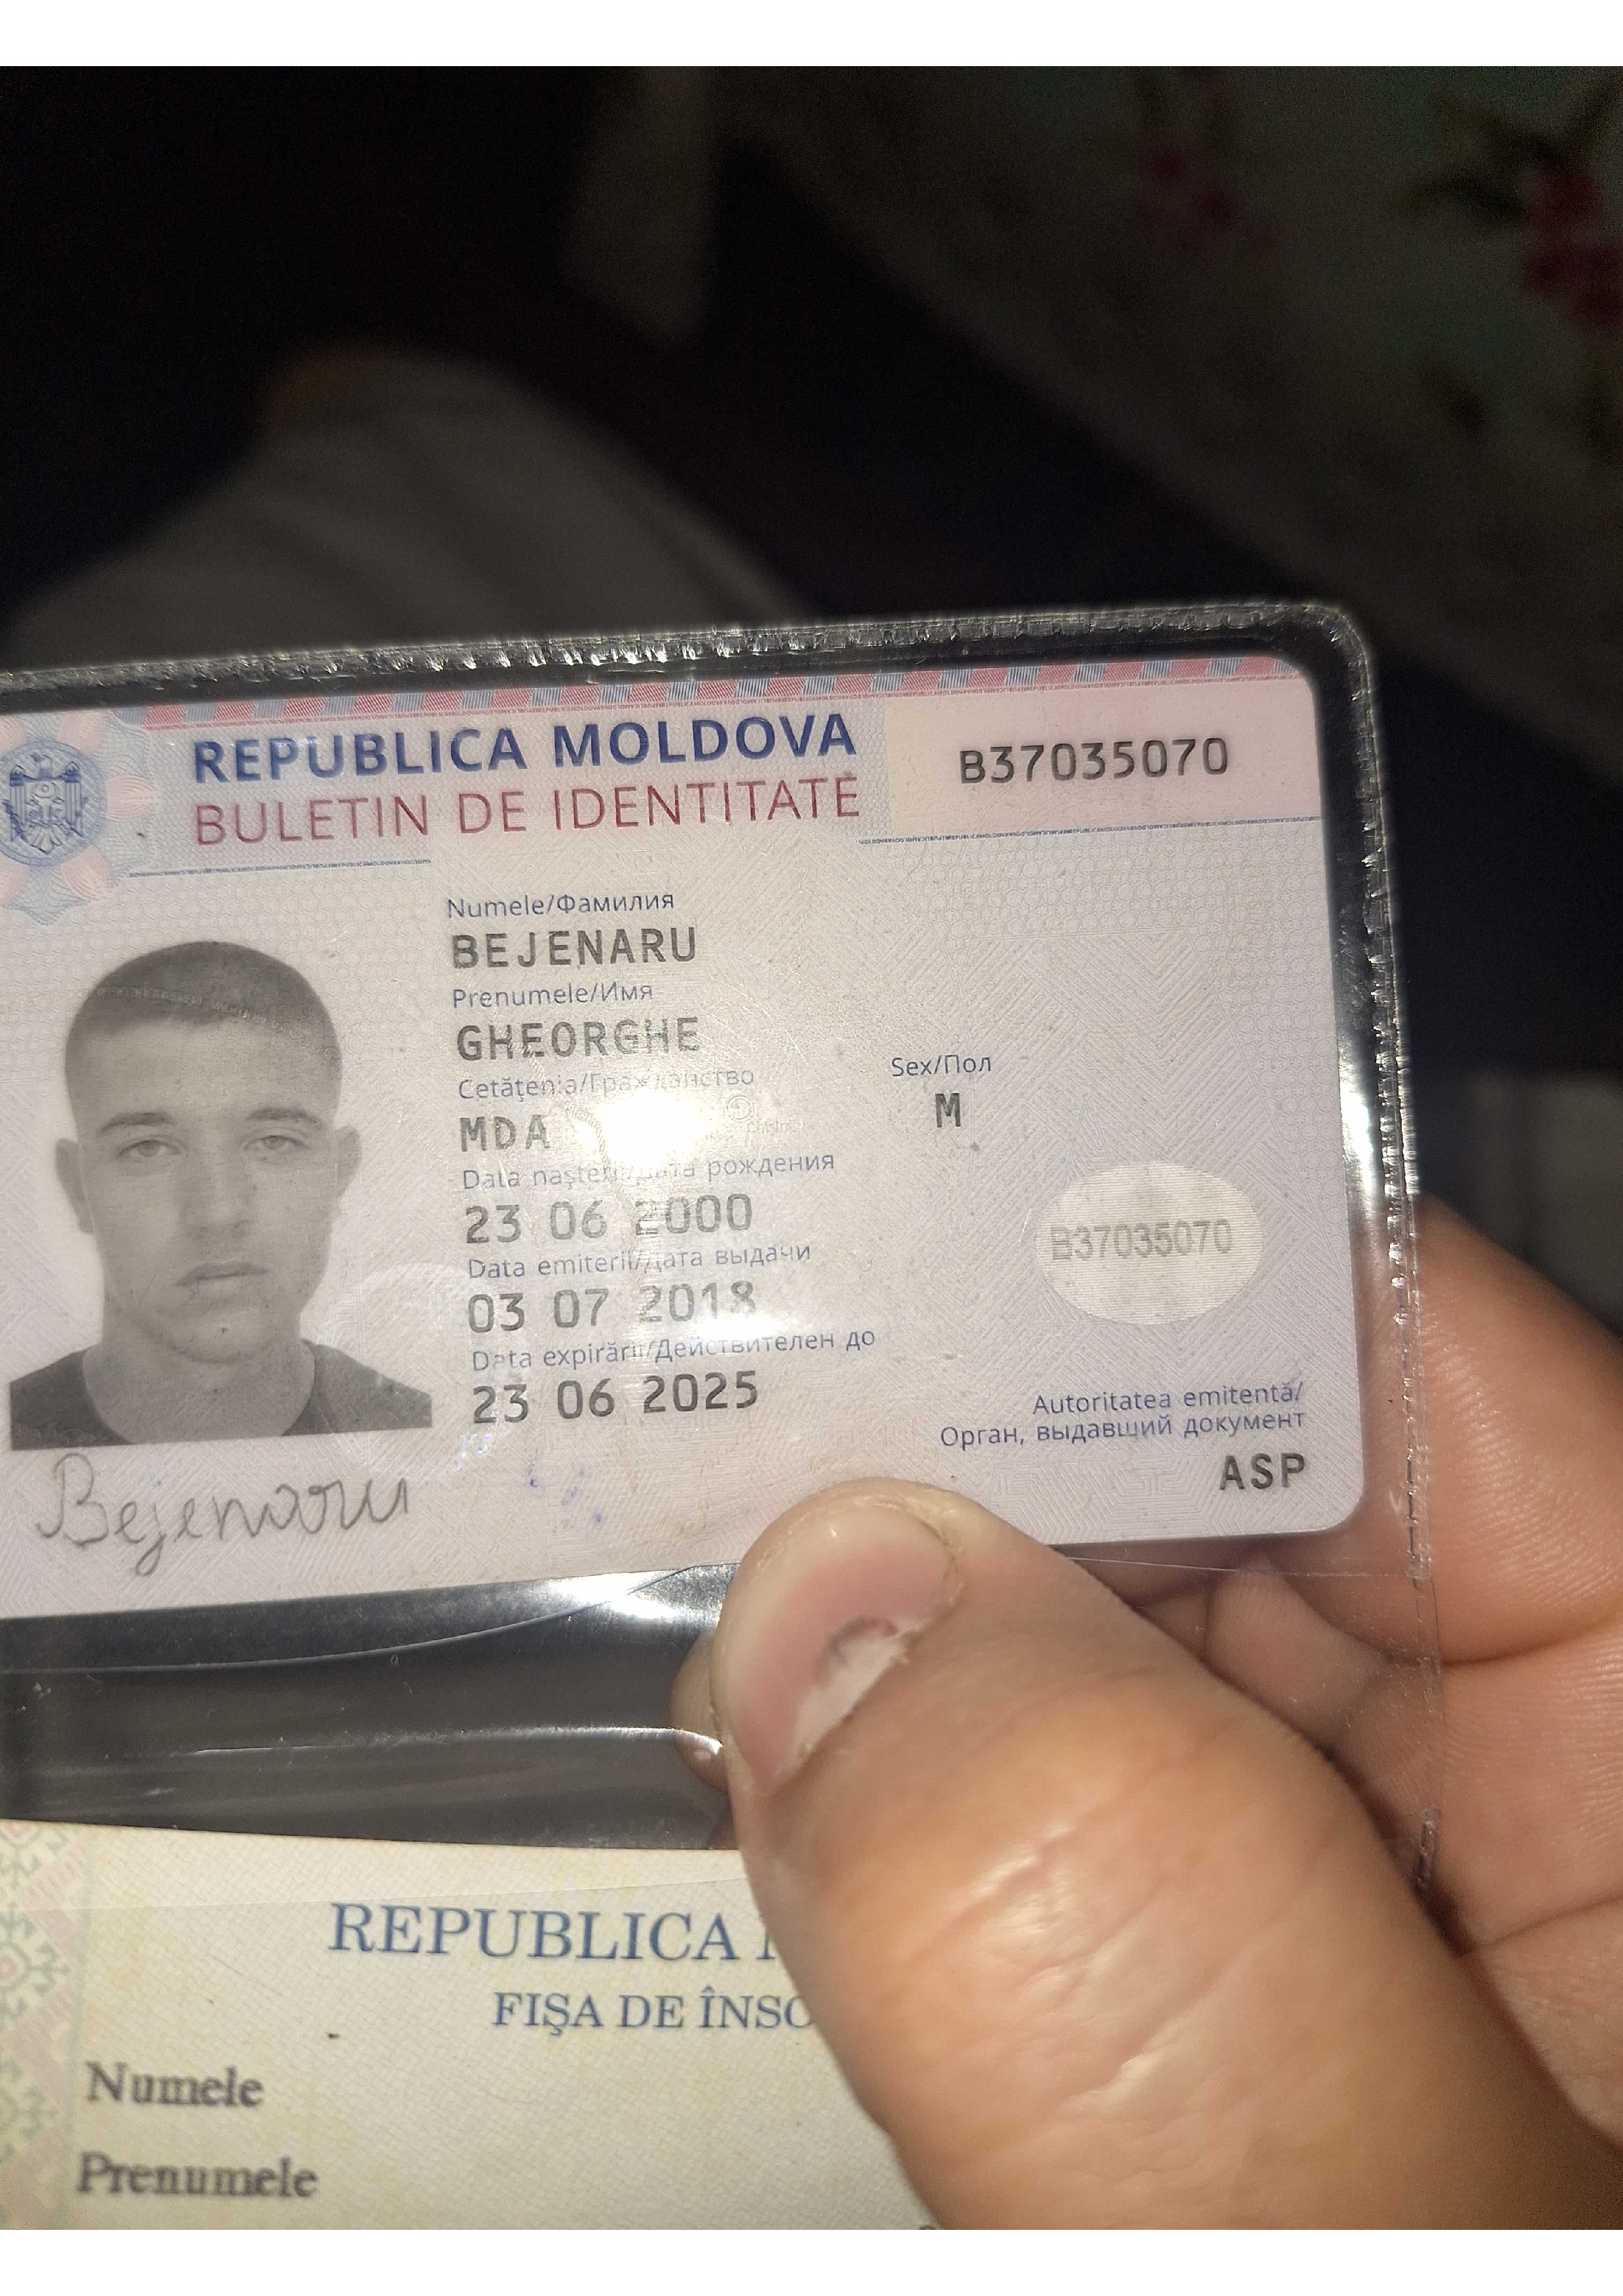 REPUBLICA MOLDOVA
BULETIN DE IDENTITATE
B37035070
Numele/Фамилия
BEJENARU
Prenumele/Имя
GHEORGHE
Cetăţenia/Гражданство
MDA
Sex/Пол
M
Data naşterii/Дата рождения
23 06 2000
Data emiterii/Дата выдачи
03 07 2018
Data expirării/Действителен до
23 06 2025
B37035070
Autoritatea emitentă/
Орган, выдавший документ
ASP
Bejenaru
REPUBLICA
FIŞA DE ÎNSO
Numele
Prenumele